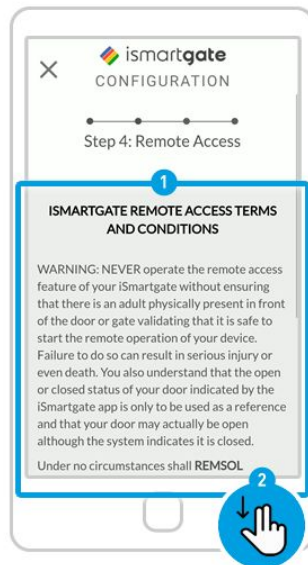 ismartgate
CONFIGURATION
Step 4: Remote Access
1
ISMARTGATE REMOTE ACCESS TERMS
AND CONDITIONS
WARNING: NEVER operate the remote access
feature of your iSmartgate without ensuring
that there is an adult physically present in front
of the door or gate validating that it is safe to
start the remote operation of your device.
Failure to do so can result in serious injury or
even death. You also understand that the open
or closed status of your door indicated by the
iSmartgate app is only to be used as a reference
and that your door may actually be open
although the system indicates it is closed.
Under no circumstances shall REMSOL
2